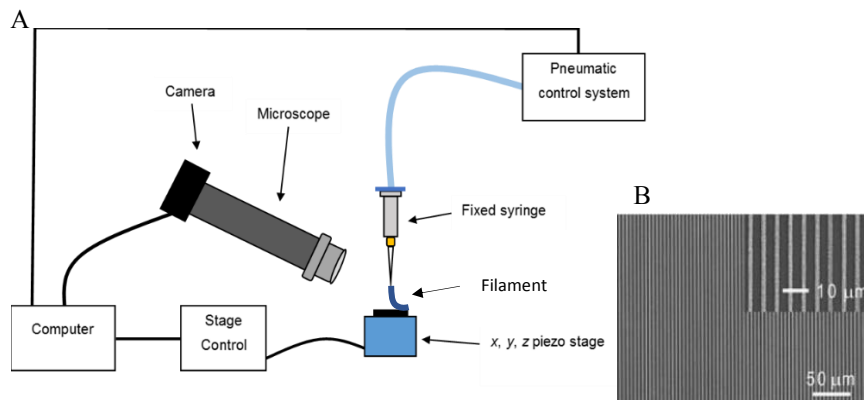 A
Pneumatic
control system
Camera
Microscope
B
Fixed syringe
Filament
10 μm
Computer
Stage
Control
x, y, z piezo stage
50 μm